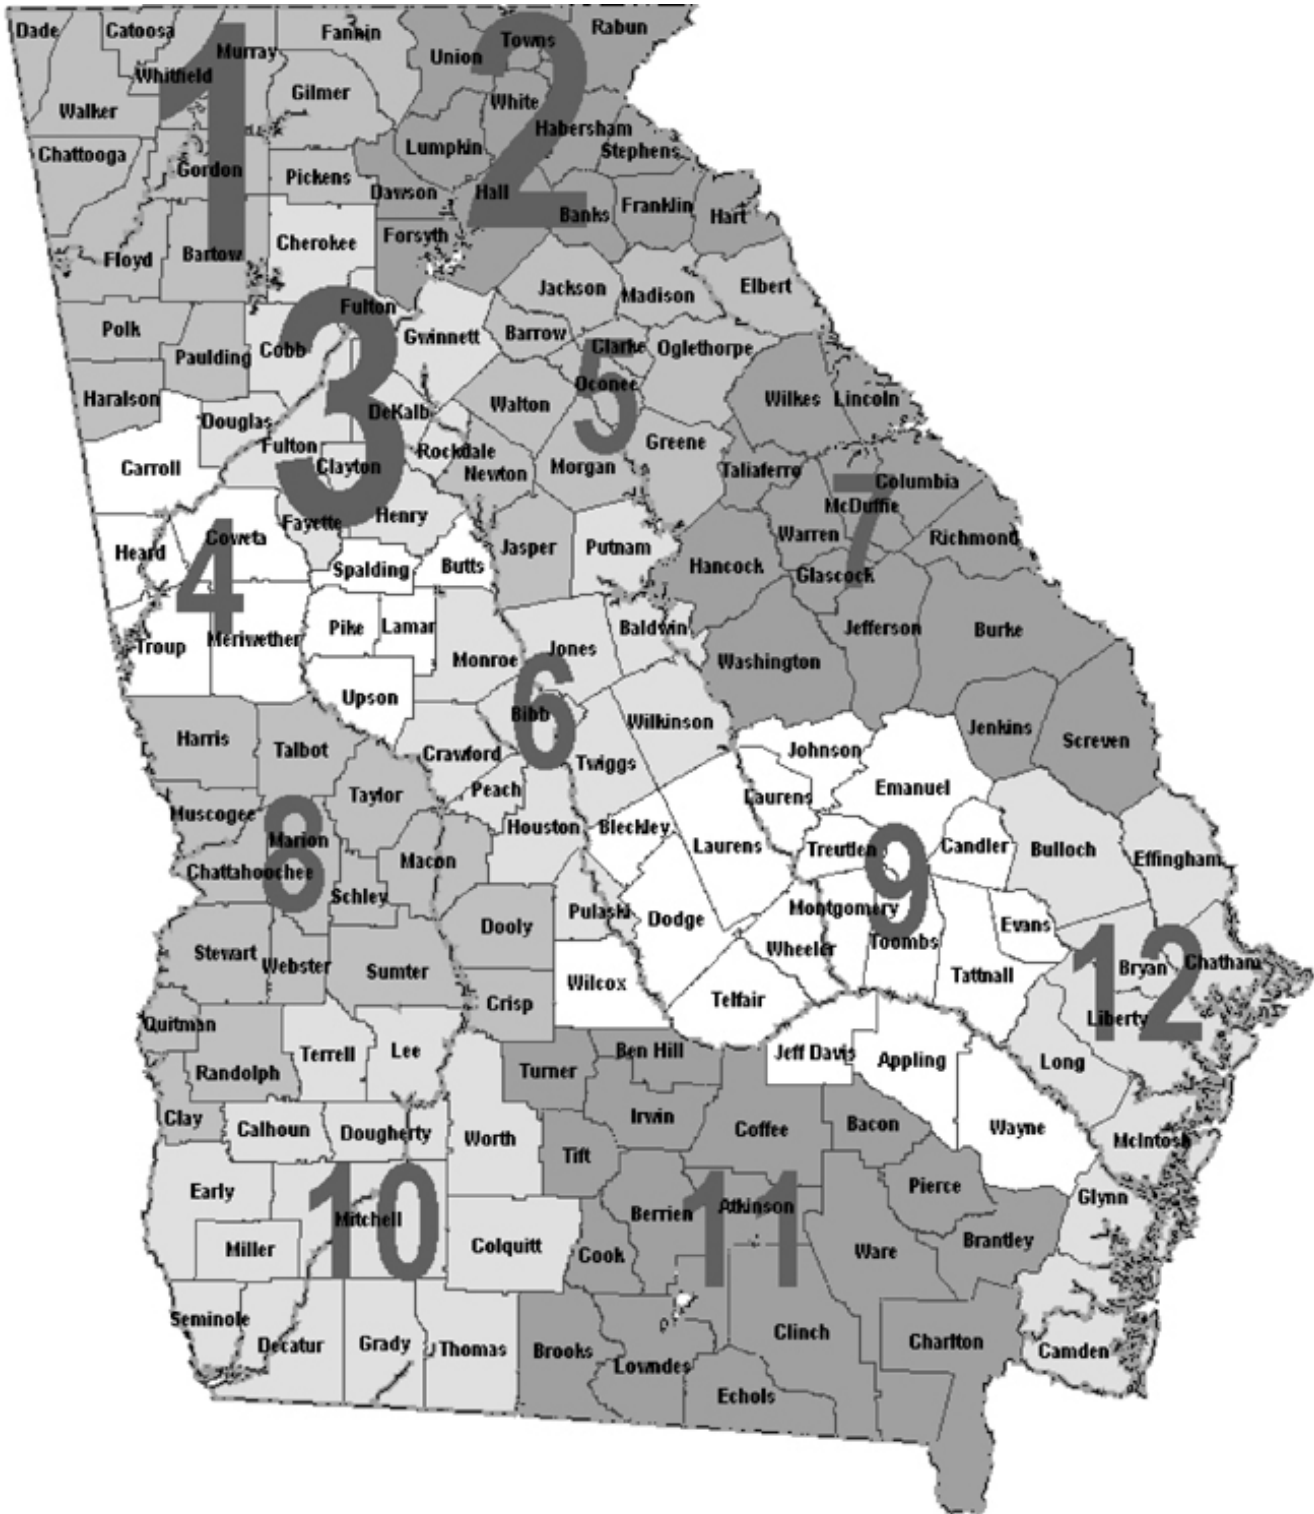 Dade
Catoosa
Fannin
Towns
Rabun
Union
Murray
Whitfield
1
2
Gilmer
White
Walker
Habersham
Stephens
Lumpkin
Chattooga
Gordon
Pickens
Dawson
Hall
Banks
Franklin
Hart
Forsyth
Cherokee
Bartow
Floyd
Jackson
Madison
Elbert
Fulton
Polk
Gwinnett
Barrow
Clarke
Oglethorpe
Paulding
Cobb
3
Oconee
5
Haralson
Walton
Wilkes
Lincoln
Douglas
DeKalb
Fulton
Rockdale
Greene
Carroll
Clayton
Newton
Morgan
Taliaferro
Columbia
7
McDuffie
Fayette
Henry
Warren
Richmond
Heard
Coweta
4
Spalding
Butts
Jasper
Putnam
Hancock
Glascock
Troup
Meriwether
Pike
Lamar
Baldwin
Jefferson
Burke
Monroe
Jones
Washington
Upson
6
Bibb
Wilkinson
Harris
Talbot
Crawford
Twiggs
Johnson
Jenkins
Screven
Taylor
Peach
Laurens
Emanuel
Muscogee
8
Marion
Houston
Bleckley
Laurens
Treutlen
9
Candler
Bulloch
Effingham
Chattahoochee
Macon
Schley
Dooly
Pulaski
Dodge
Montgomery
Evans
Stewart
Webster
Sumter
Wheeler
Toombs
12
Bryan
Chatham
Crisp
Wilcox
Telfair
Tattnall
Quitman
Liberty
Terrell
Lee
Ben Hill
Jeff Davis
Appling
Long
Randolph
Turner
Clay
Calhoun
Dougherty
Worth
Irwin
Coffee
Bacon
Wayne
McIntosh
Tift
Early
10
Mitchell
Berrien
11
Atkinson
Pierce
Glynn
Miller
Colquitt
Cook
Ware
Brantley
Seminole
Decatur
Grady
Thomas
Brooks
Lowndes
Clinch
Charlton
Camden
Echols